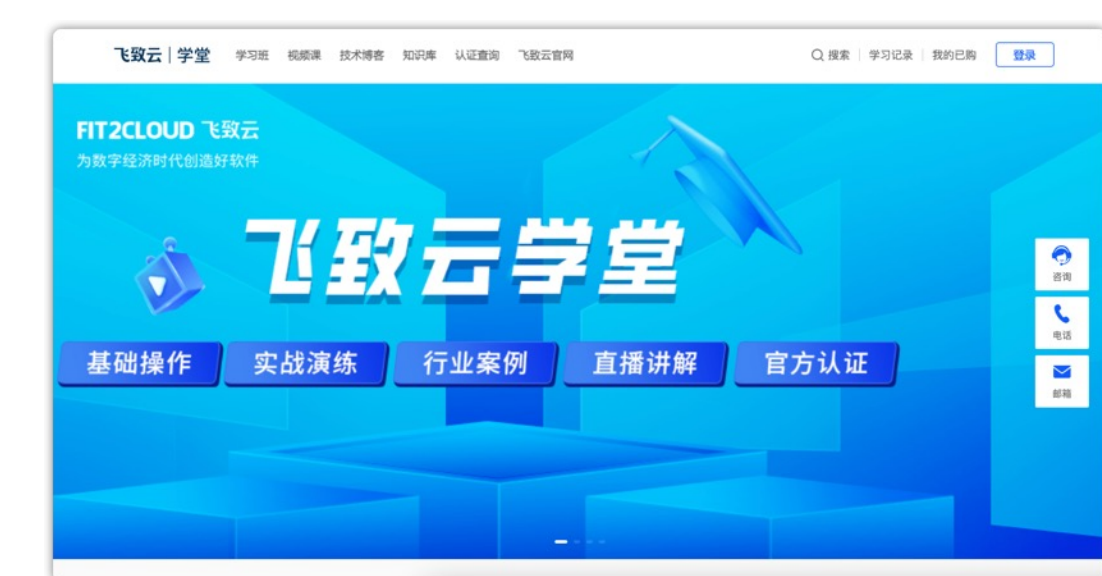 飞致云 | 学堂 学习班 视频课 技术博客 知识库 认证查询 飞致云官网 搜索 学习记录 我的已购 登录
FIT2CLOUD 飞致云
为数字经济时代创造好软件
飞致云学堂
基础操作 实战演练 行业案例 直播讲解 官方认证
咨询
电话
邮箱